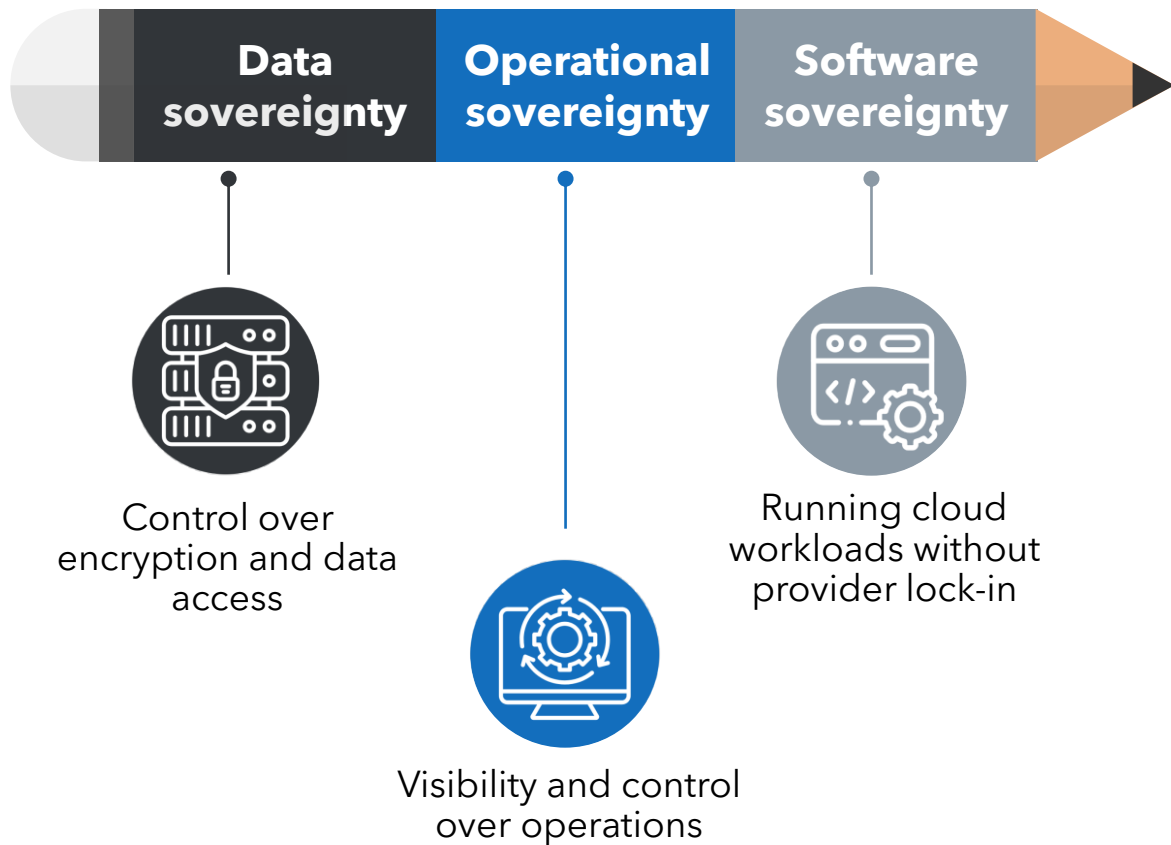 Data
sovereignty
Operational
sovereignty
Software
sovereignty
Control over
encryption and data
access
Visibility and control
over operations
Running cloud
workloads without
provider lock-in